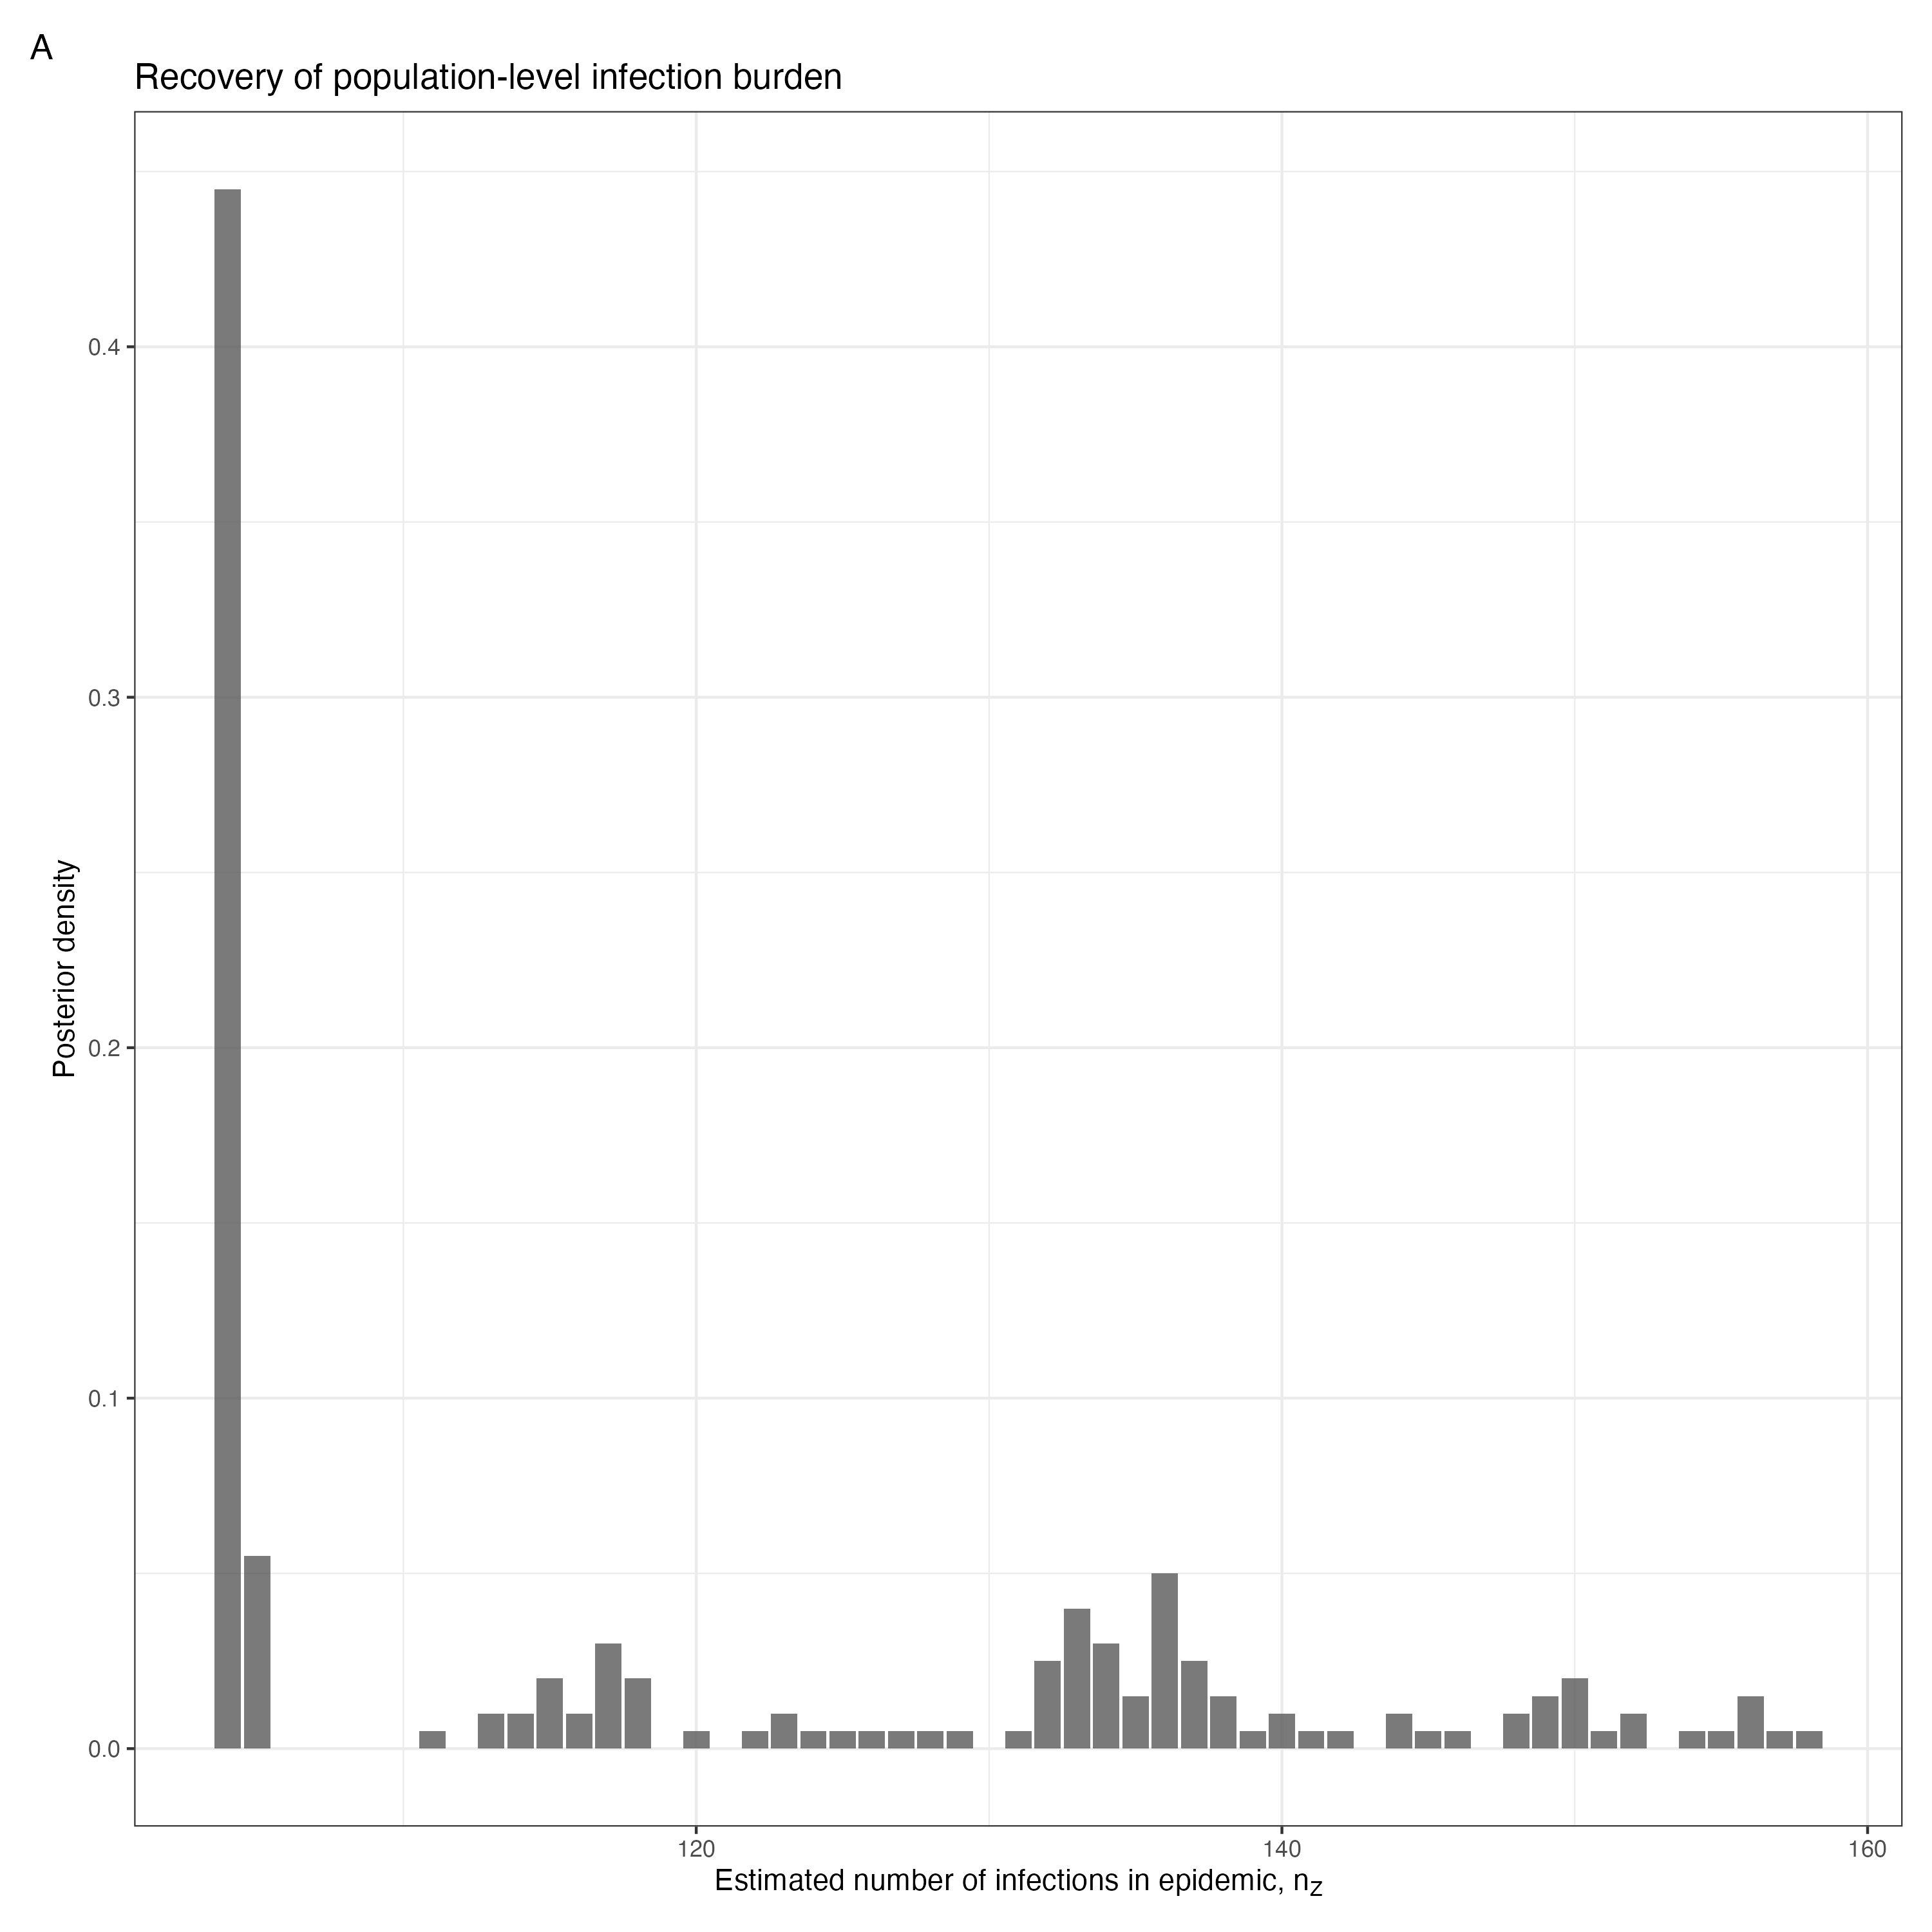 A
Recovery of population-level infection burden
Posterior density
0.4
0.3
0.2
0.1
0.0
120 140 160
Estimated number of infections in epidemic, nZ